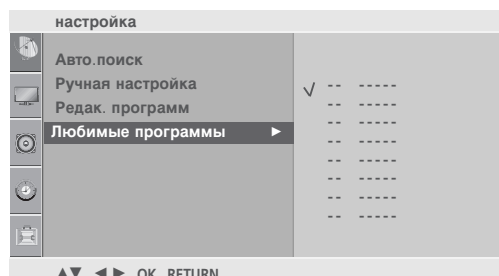 настройка
Авто.поиск
Ручная настройка
Редак. программ
Любимые программы ►
√ -- -----
-- -----
-- -----
-- -----
-- -----
-- -----
-- -----
-- -----
▲▼ ◄► OK RETURN